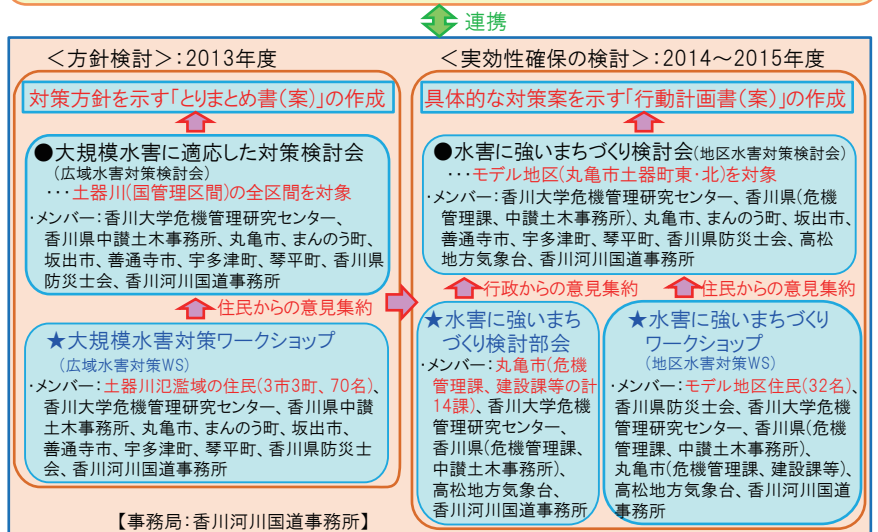 連携
＜方針検討＞：2013年度
対策方針を示す「とりまとめ書(案)」の作成
●大規模水害に適応した対策検討会
(広域水害対策検討会)
･･･土器川(国管理区間)の全区間を対象
・メンバー：香川大学危機管理研究センター、
香川県中讃土木事務所、丸亀市、まんのう町、
坂出市、善通寺市、宇多津町、琴平町、香川県
防災士会、香川河川国道事務所
住民からの意見集約
★大規模水害対策ワークショップ
(広域水害対策WS)
・メンバー：土器川氾濫域の住民(3市3町、70名)、
香川大学危機管理研究センター、香川県中讃
土木事務所、丸亀市、まんのう町、坂出市、
善通寺市、宇多津町、琴平町、香川県防災士
会、香川河川国道事務所
【事務局：香川河川国道事務所】
＜実効性確保の検討＞：2014～2015年度
具体的な対策案を示す「行動計画書(案)」の作成
●水害に強いまちづくり検討会(地区水害対策検討会)
･･･モデル地区(丸亀市土器町東・北)を対象
・メンバー：香川大学危機管理研究センター、香川県(危機
管理課、中讃土木事務所)、丸亀市、まんのう町、坂出市、
善通寺市、宇多津町、琴平町、香川県防災士会、高松
地方気象台、香川河川国道事務所
行政からの意見集約
住民からの意見集約
★水害に強いまち
づくり検討部会
・メンバー：丸亀市(危機
管理課、建設課等の計
14課)、香川大学危機
管理研究センター、
香川県(危機管理課、
中讃土木事務所)、
高松地方気象台、
香川河川国道事務所
★水害に強いまちづくり
ワークショップ
(地区水害対策WS)
・メンバー：モデル地区住民(32名)、
香川県防災士会、香川大学危機
管理研究センター、香川県(危機
管理課、中讃土木事務所)、
丸亀市(危機管理課、建設課等)、
高松地方気象台、香川河川国道
事務所